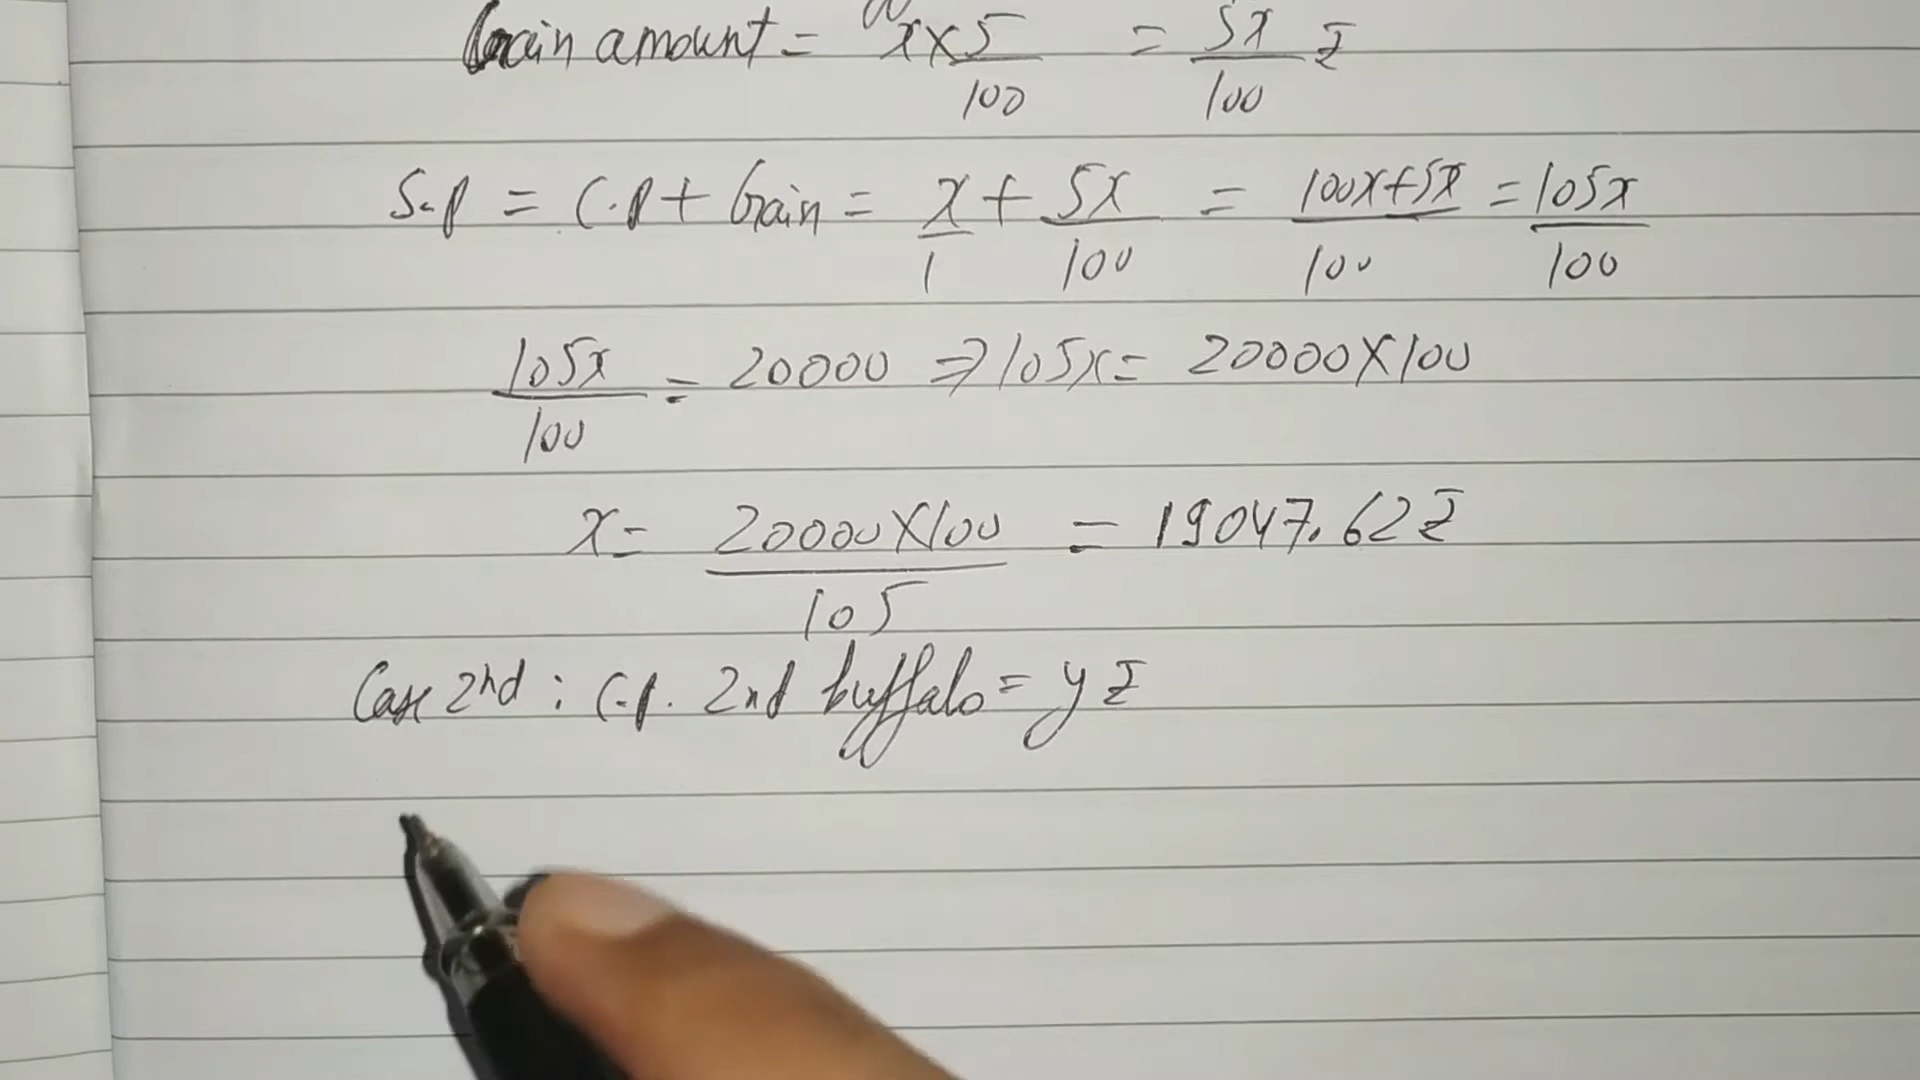 Gain amount = x × 5/100 = 5x/100 ₹
S.P = C.P + Gain = x/1 + 5x/100 = 100x+5x/100 = 105x/100
105x/100 = 20000 ⇒ 105x = 20000 × 100
x = 20000 × 100/105 = 19047.62 ₹
Case 2nd : C.P. 2nd buffalo = y ₹